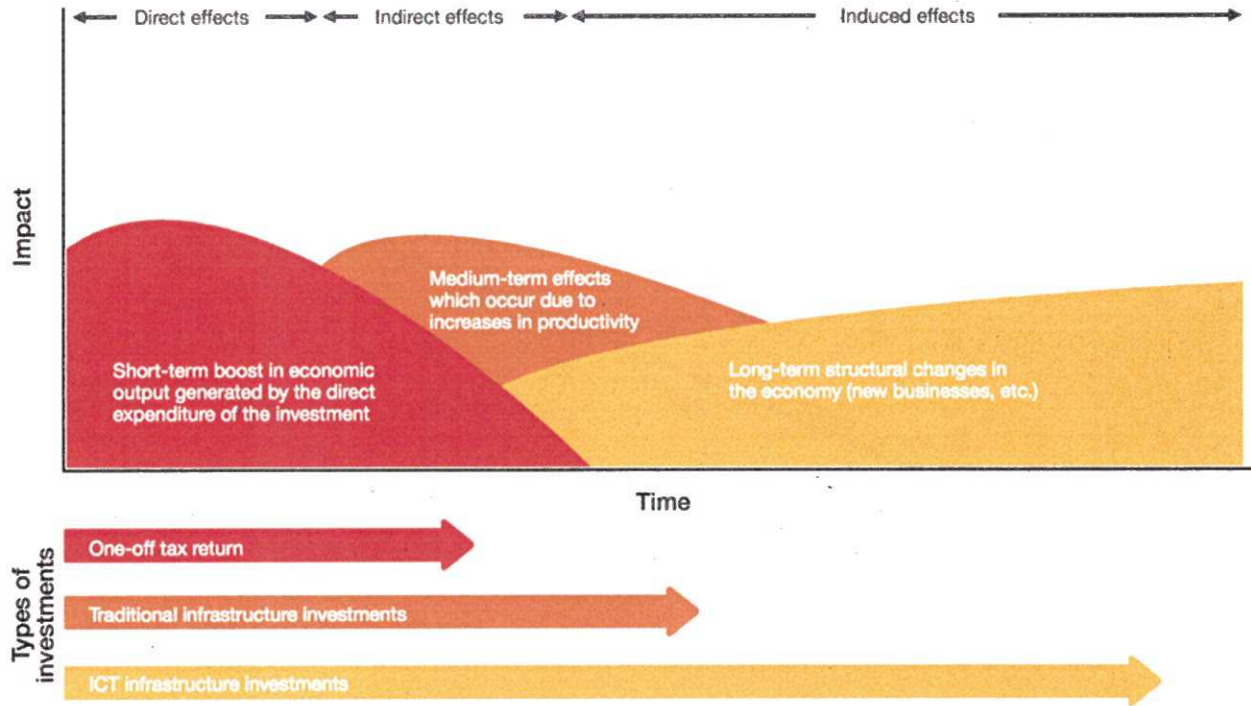 Direct effects
Indirect effects
Induced effects
Impact
Medium-term effects
which occur due to
increases in productivity
Short-term boost in economic
output generated by the direct
expenditure of the investment
Long-term structural changes in
the economy (new businesses, etc.)
Time
Types of
investments
One-off tax return
Traditional infrastructure investments
ICT infrastructure investments